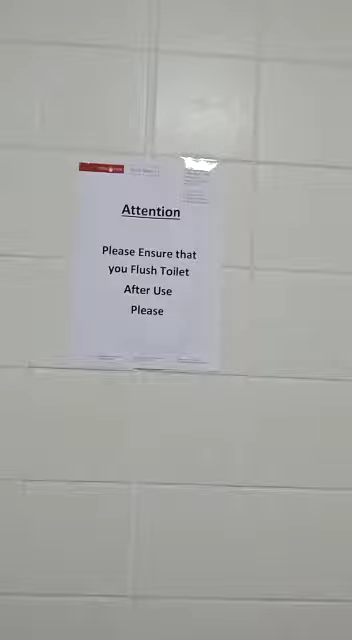 Attention
Please Ensure that
you Flush Toilet
After Use
Please